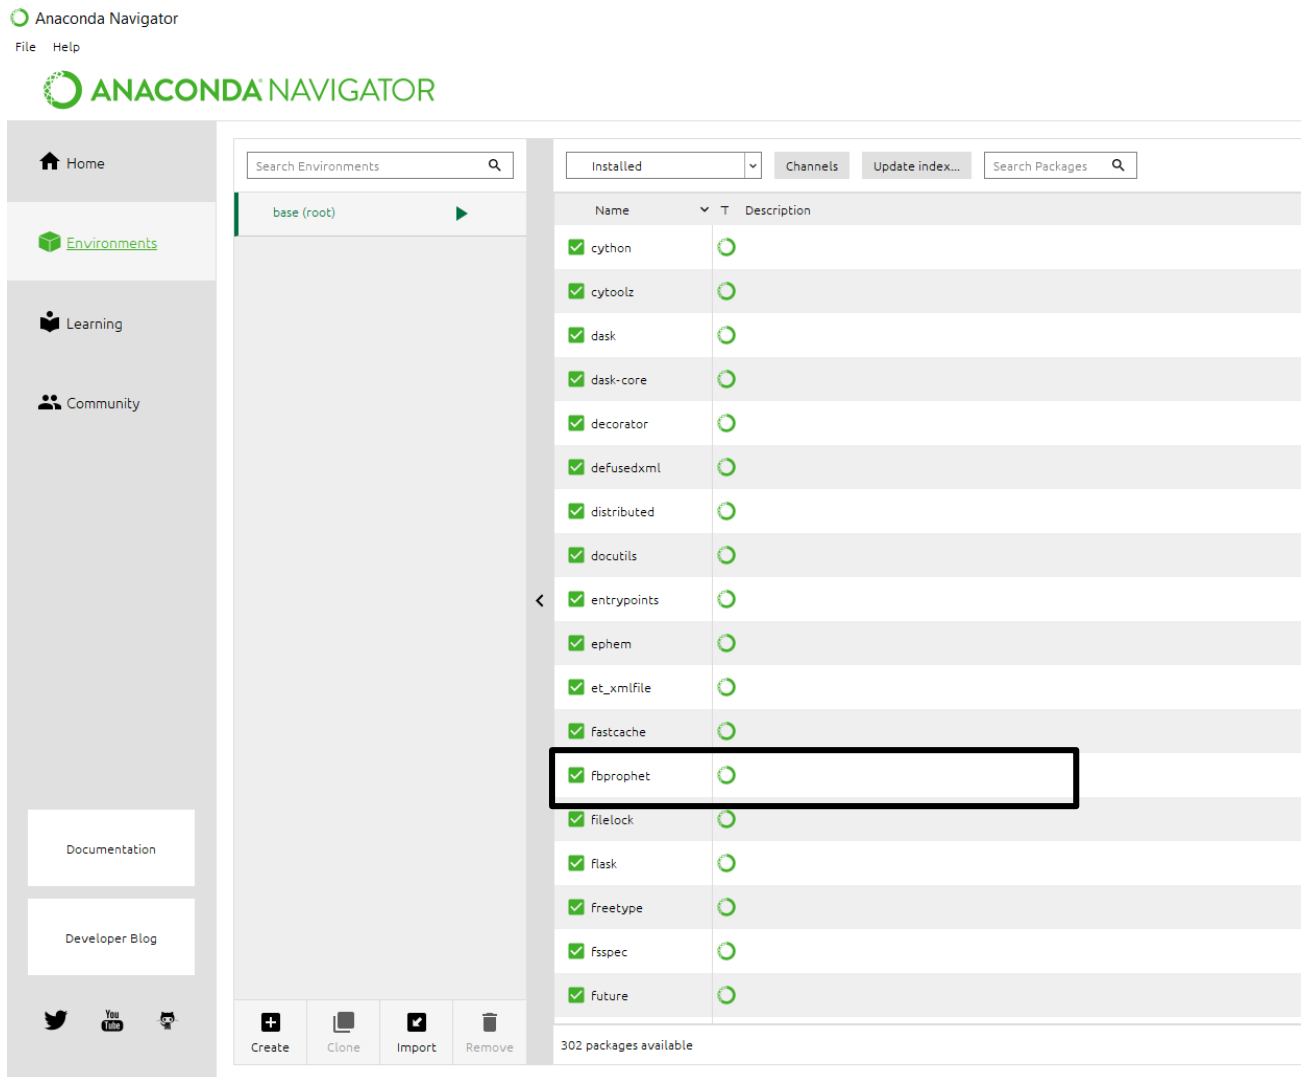 Anaconda Navigator
File Help
ANACONDA NAVIGATOR
Home
Environments
Learning
Community
Documentation
Developer Blog
You
Tube
Search Environments
base (root)
Create Clone Import Remove
Installed Channels Update index... Search Packages
Name T Description
cython
cytoolz
dask
dask-core
decorator
defusedxml
distributed
docutils
entrypoints
ephem
et_xmlfile
fastcache
fbprophet
filelock
flask
freetype
fsspec
future
302 packages available